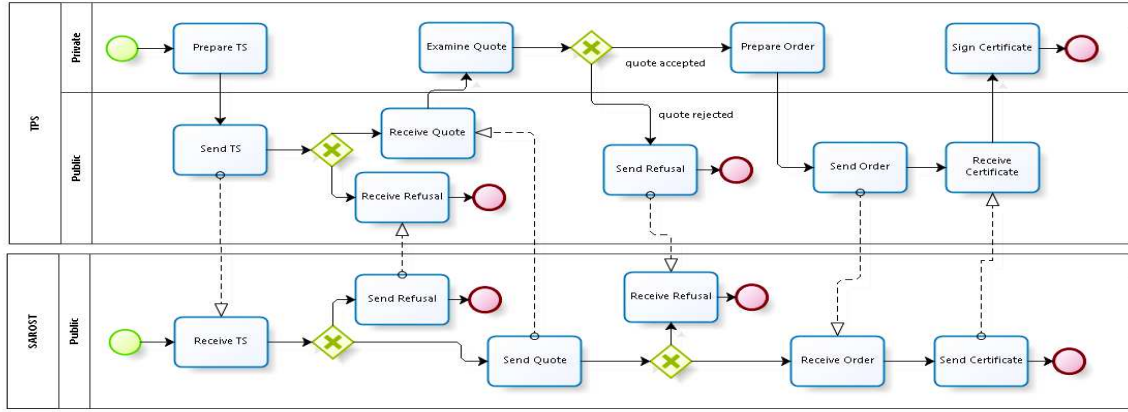 TPS
Private
Prepare TS
Examine Quote
quote accepted
Prepare Order
Sign Certificate
Public
Send TS
Receive Quote
Receive Refusal
quote rejected
Send Refusal
Send Order
Receive
Certificate
SAROST
Public
Receive TS
Send Refusal
Send Quote
Receive Refusal
Receive Order
Send Certificate